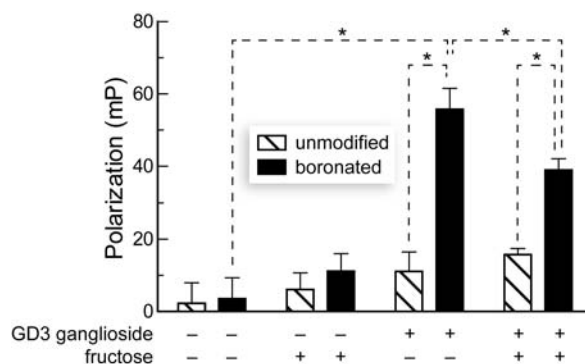 80
60
40
20
0
Polarization (mP)
* *
* *
unmodified
boronated
GD3 ganglioside – – – – + + + +
fructose – – + + – – + +